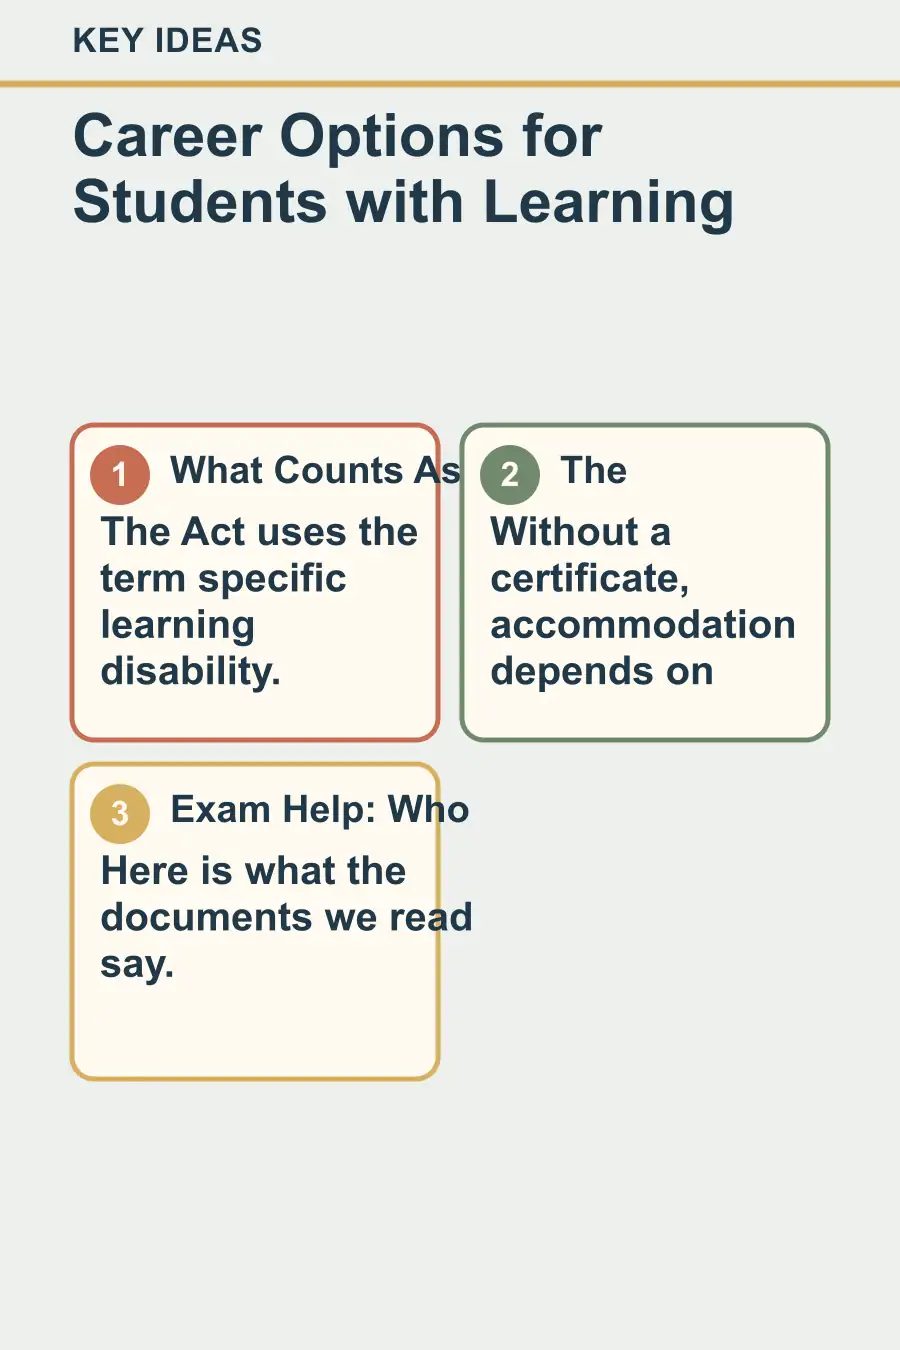 KEY IDEAS
Career Options for
Students with Learning
1 What Counts As
The Act uses the
term specific
learning
disability.
2 The
Without a
certificate,
accommodation
depends on
3 Exam Help: Who
Here is what the
documents we read
say.